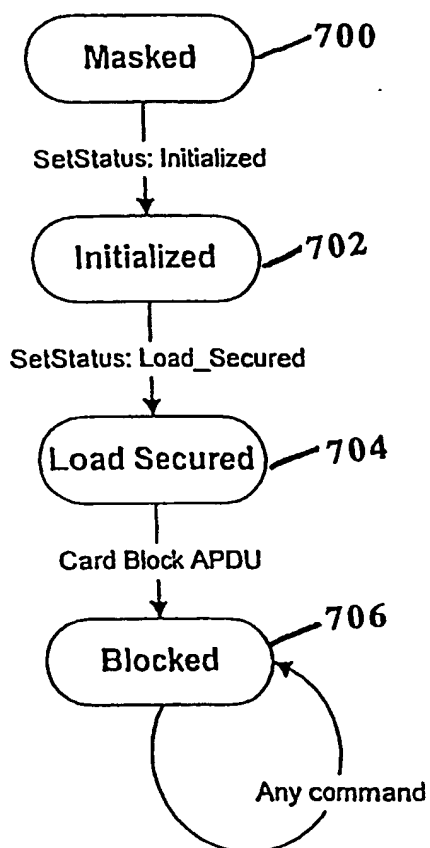 Masked
700
SetStatus: Initialized
Initialized
702
SetStatus: Load_Secured
Load Secured
704
Card Block APDU
Blocked
706
Any command